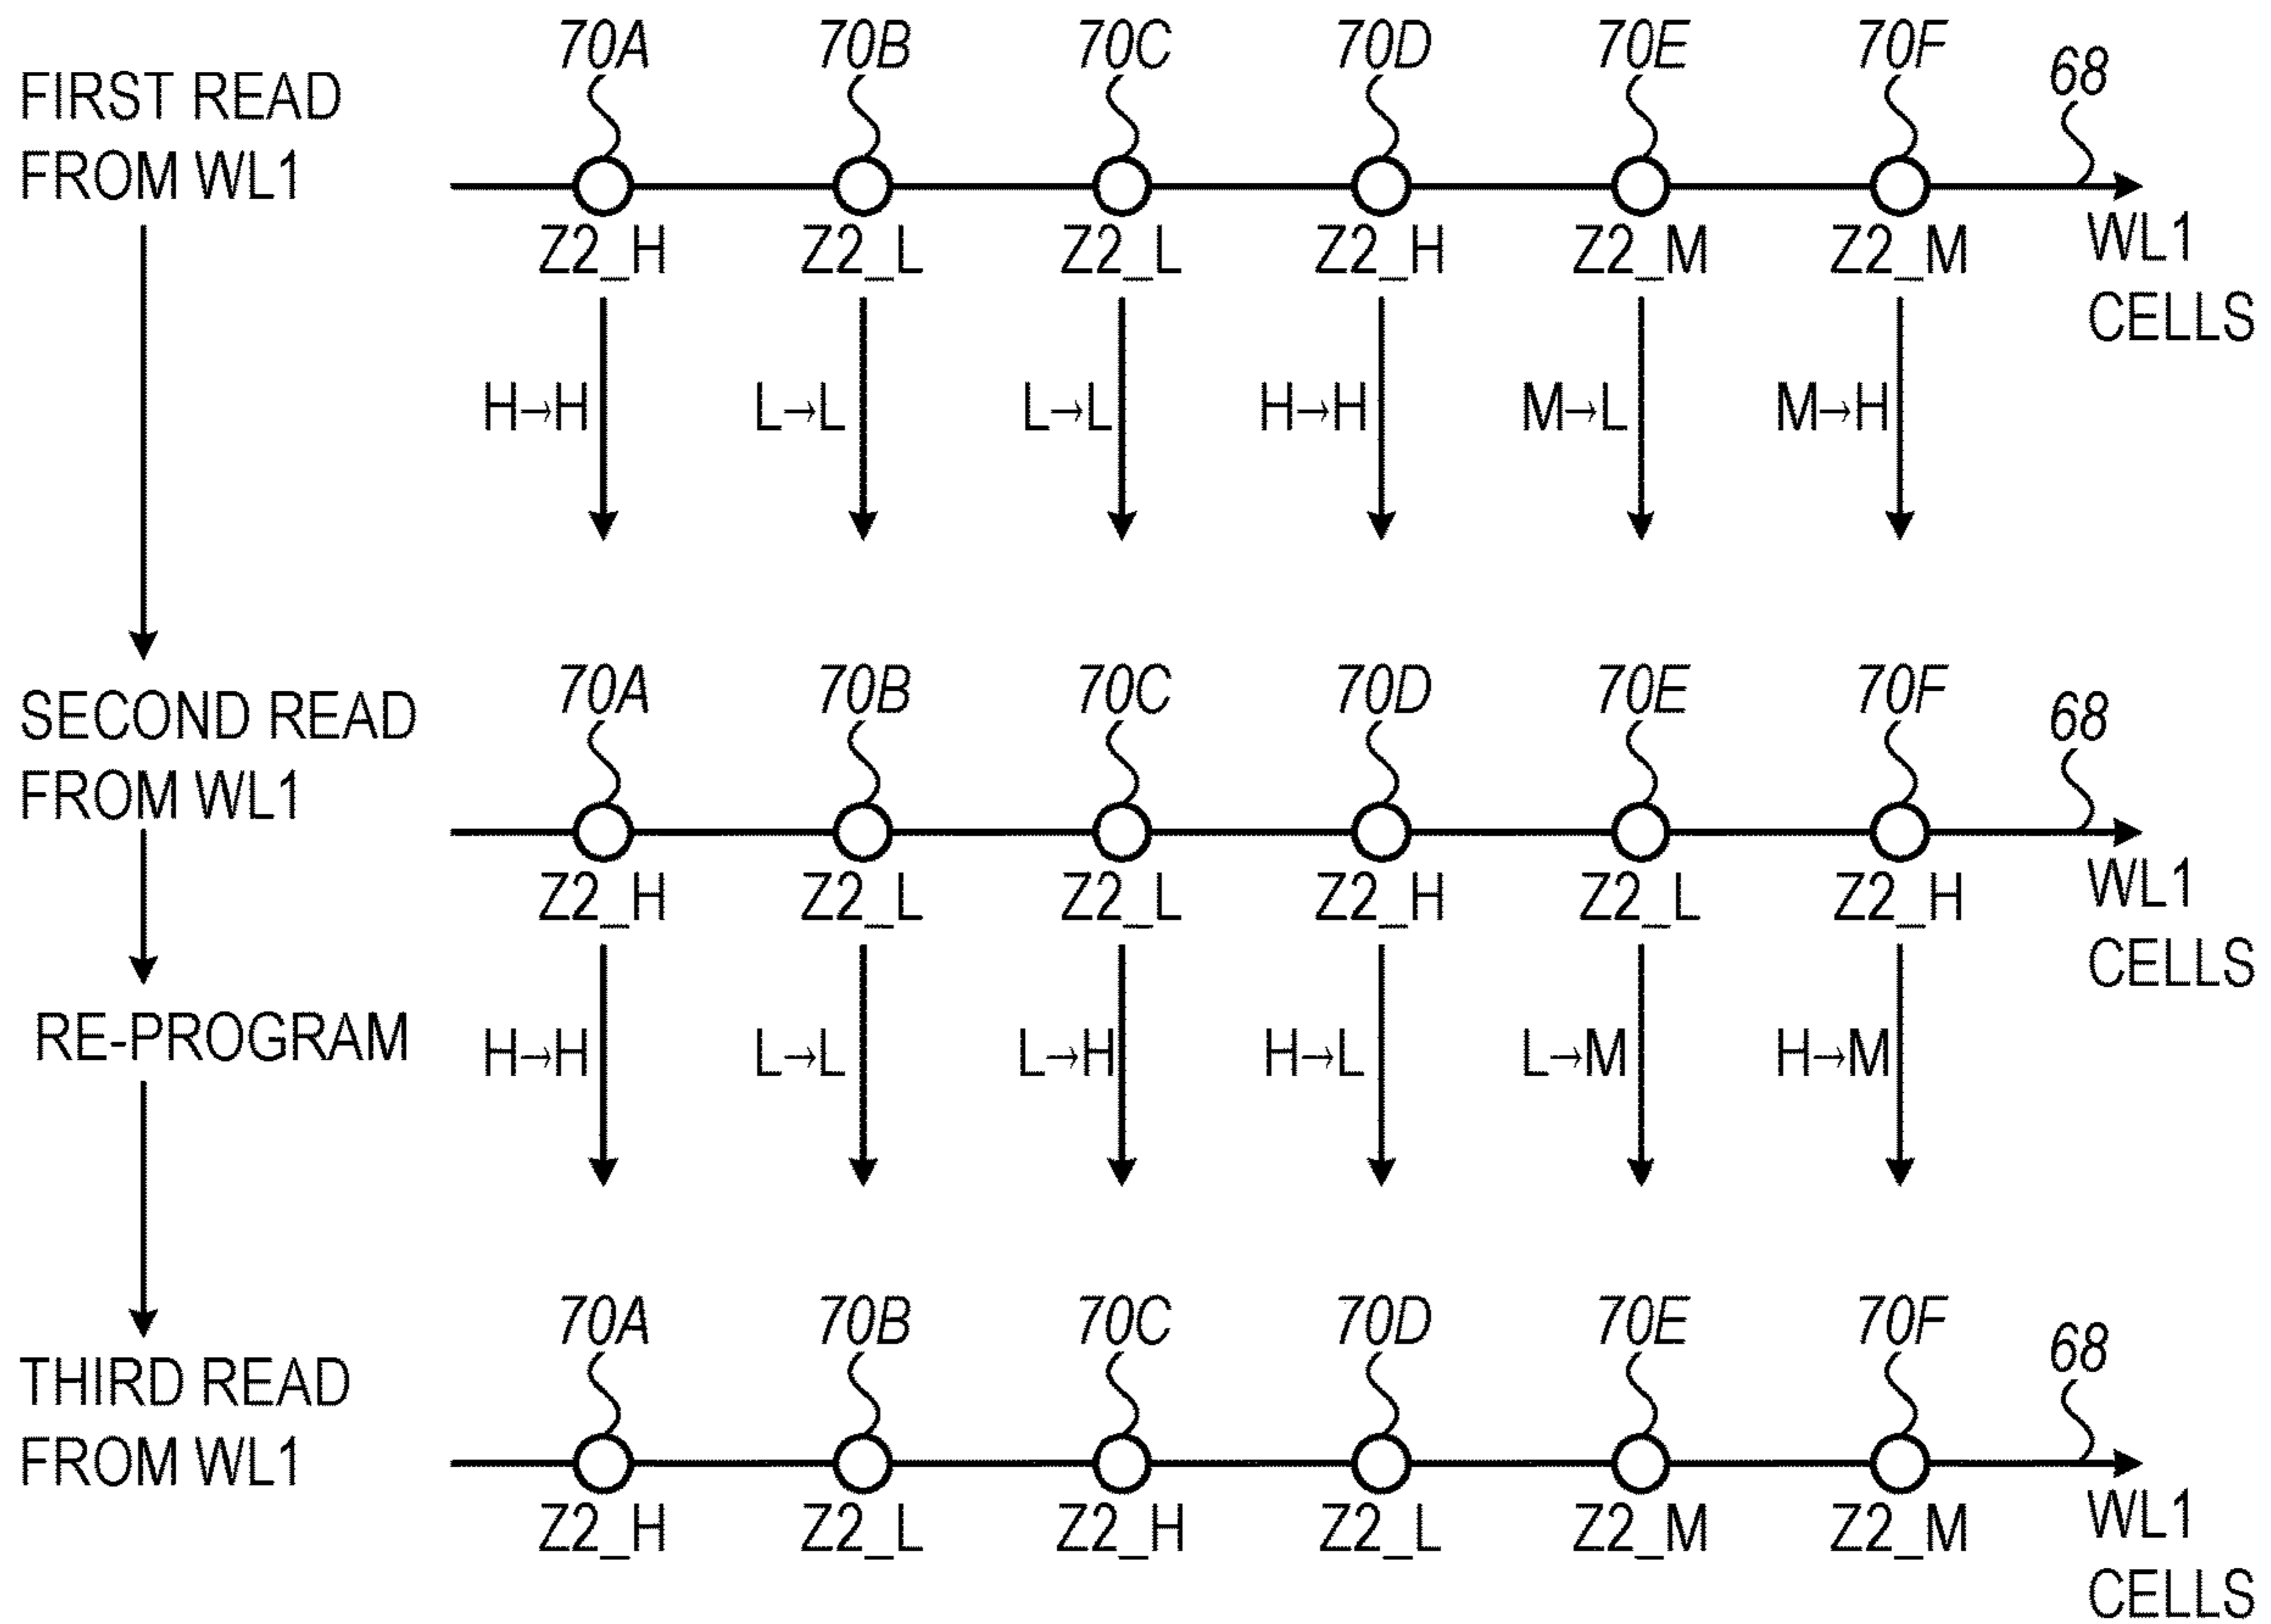 70A 70B 70C 70D 70E 70F 68
FIRST READ
FROM WL1
Z2_H Z2_L Z2_L Z2_H Z2_M Z2_M WL1
CELLS
H→H L→L L→L H→H M→L M→H
70A 70B 70C 70D 70E 70F 68
SECOND READ
FROM WL1
Z2_H Z2_L Z2_L Z2_H Z2_L Z2_H WL1
CELLS
RE-PROGRAM H→H L→L L→H H→L L→M H→M
70A 70B 70C 70D 70E 70F 68
THIRD READ
FROM WL1
Z2_H Z2_L Z2_H Z2_L Z2_M Z2_M WL1
CELLS